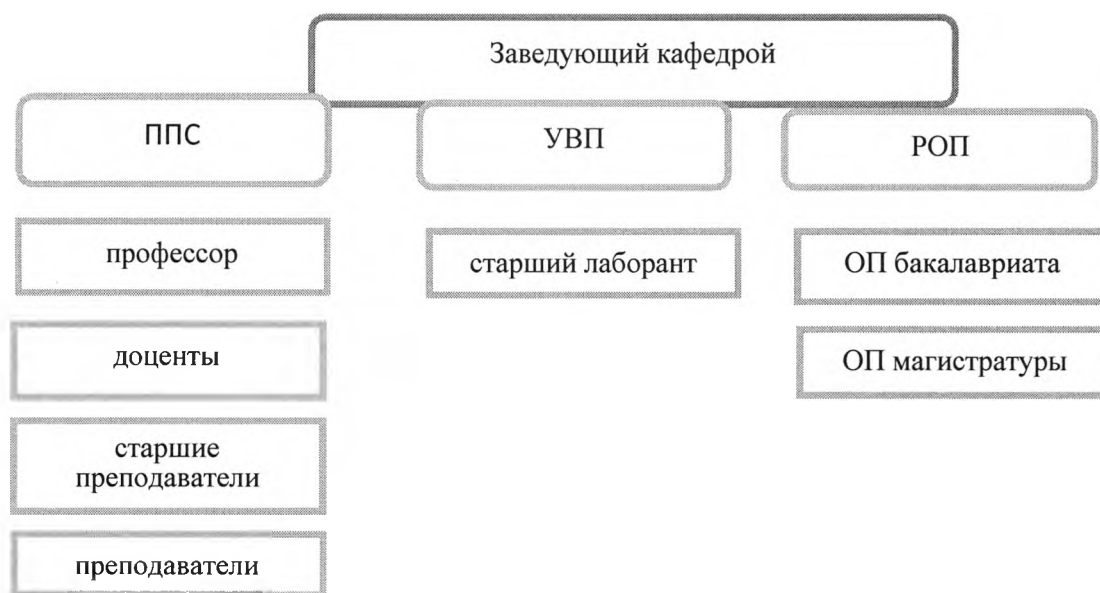 Заведующий кафедрой
ППС
УВП
РОП
профессор
старший лаборант
ОП бакалавриата
доценты
ОП магистратуры
старшие
преподаватели
преподаватели